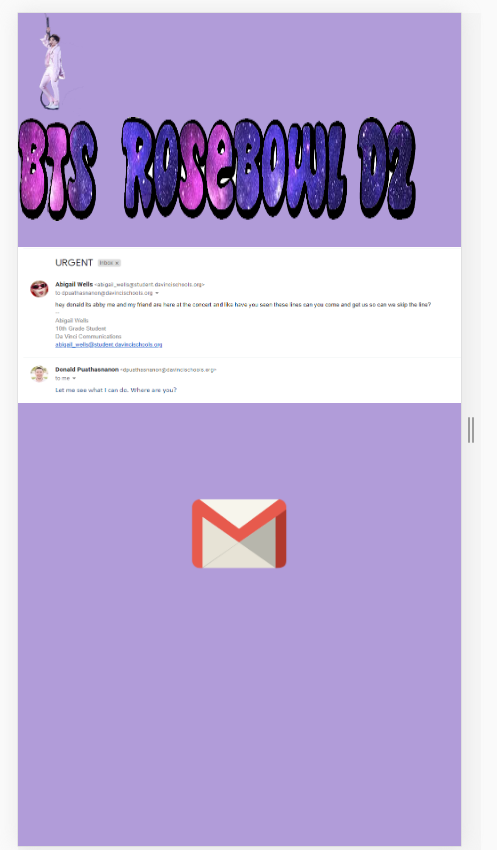 BTS ROSEBOWL D2
URGENT Inbox ×
Abigail Wells <abigail_wells@student.davincischools.org>
to dpuathasnanon@davincischools.org
hey donald its abby me and my friend are here at the concert and like have you seen these lines can you come and get us so can we skip the line?
--
Abigail Wells
10th Grade Student
Da Vinci Communications
abigail_wells@student.davincischools.org
Donald Puathasnanon <dpuathasnanon@davincischools.org>
to me
Let me see what I can do. Where are you?